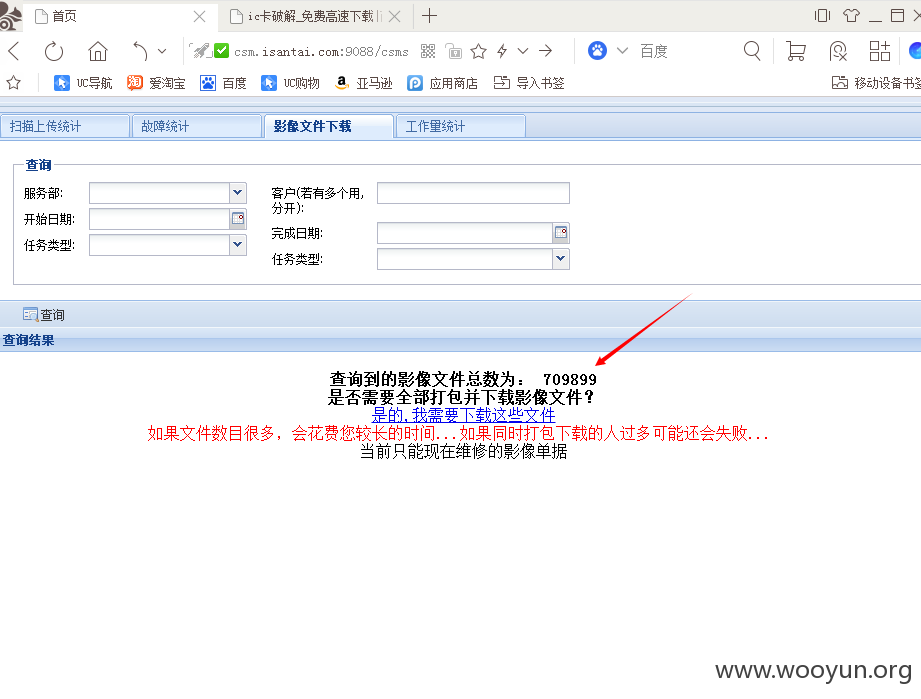 首页
ic卡破解_免费高速下载
csm.isantai.com:9088/csms
百度
UC导航 爱淘宝 百度 UC购物 亚马逊 应用商店 导入书签 移动设备书签
扫描上传统计 故障统计 影像文件下载 工作量统计
查询
服务部: 客户(若有多个用,
分开):
开始日期: 完成日期:
任务类型: 任务类型:
查询
查询结果
查询到的影像文件总数为： 709899
是否需要全部打包并下载影像文件？
是的,我需要下载这些文件
如果文件数目很多，会花费您较长的时间...如果同时打包下载的人过多可能还会失败...
当前只能现在维修的影像单据
www.wooyun.org